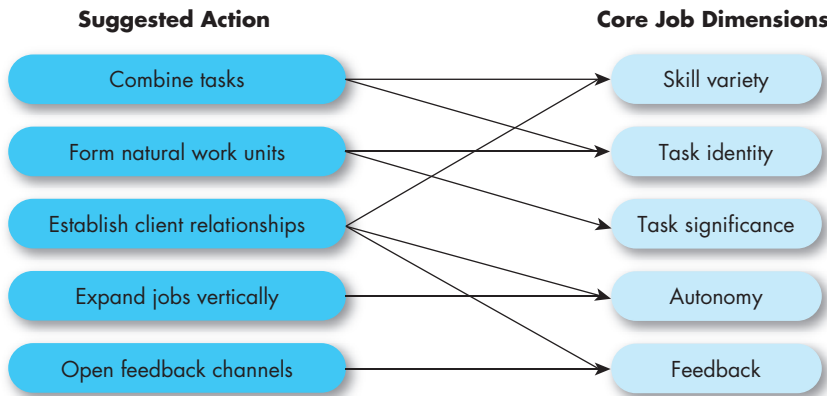 Suggested Action
Core Job Dimensions
Combine tasks
Skill variety
Form natural work units
Task identity
Establish client relationships
Task significance
Expand jobs vertically
Autonomy
Open feedback channels
Feedback